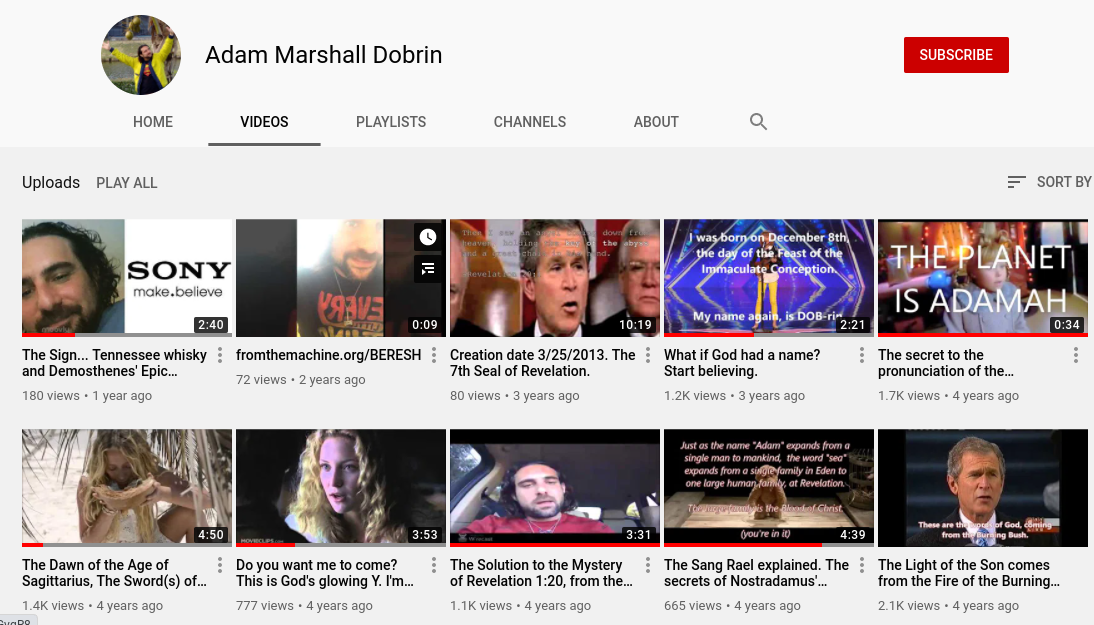 Adam Marshall Dobrin
SUBSCRIBE
HOME
VIDEOS
PLAYLISTS
CHANNELS
ABOUT
Uploads
PLAY ALL
SORT BY
SONY
make.believe
2:40
The Sign... Tennessee whisky
and Demosthenes' Epic...
180 views • 1 year ago
EVERY
0:09
fromthemachine.org/BERESH
72 views • 2 years ago
Then I saw an angel coming down from
heaven, holding the key of the abyss
and a great chain in his hand.
10:19
Creation date 3/25/2013. The
7th Seal of Revelation.
80 views • 3 years ago
I was born on December 8th,
the day of the Feast of the
Immaculate Conception.
My name again, is DOB-rin
2:21
What if God had a name?
Start believing.
1.2K views • 3 years ago
THE PLANET
IS ADAMAH
0:34
The secret to the
pronunciation of the...
1.7K views • 4 years ago
4:50
The Dawn of the Age of
Sagittarius, The Sword(s) of...
1.4K views • 4 years ago
MOVIECLIPS.com
3:53
Do you want me to come?
This is God's glowing Y. I'm...
777 views • 4 years ago
3:31
The Solution to the Mystery
of Revelation 1:20, from the...
1.1K views • 4 years ago
Just as the name "Adam" expands from a
single man to mankind, the word "sea"
expands from a single family in Eden to
one large human family, at Revelation.
The large family is the Blood of Christ.
(you're in it)
4:39
The Sang Rael explained. The
secrets of Nostradamus'...
665 views • 4 years ago
These are the words of God, coming
from the Burning Bush.
The Light of the Son comes
from the Fire of the Burning...
2.1K views • 4 years ago